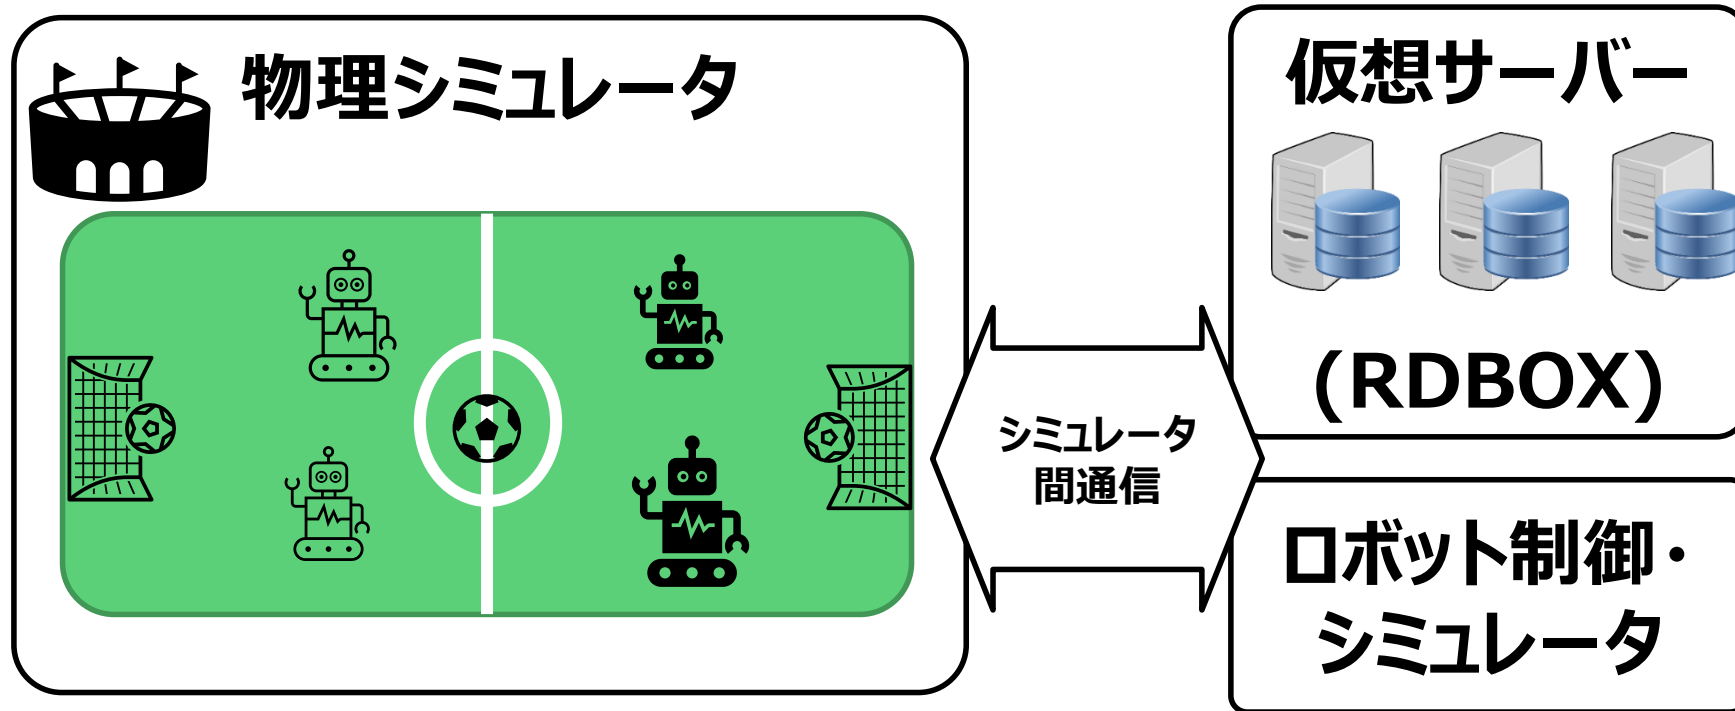 物理シミュレータ
シミュレータ
間通信
仮想サーバー
(RDBOX)
ロボット制御・
シミュレータ